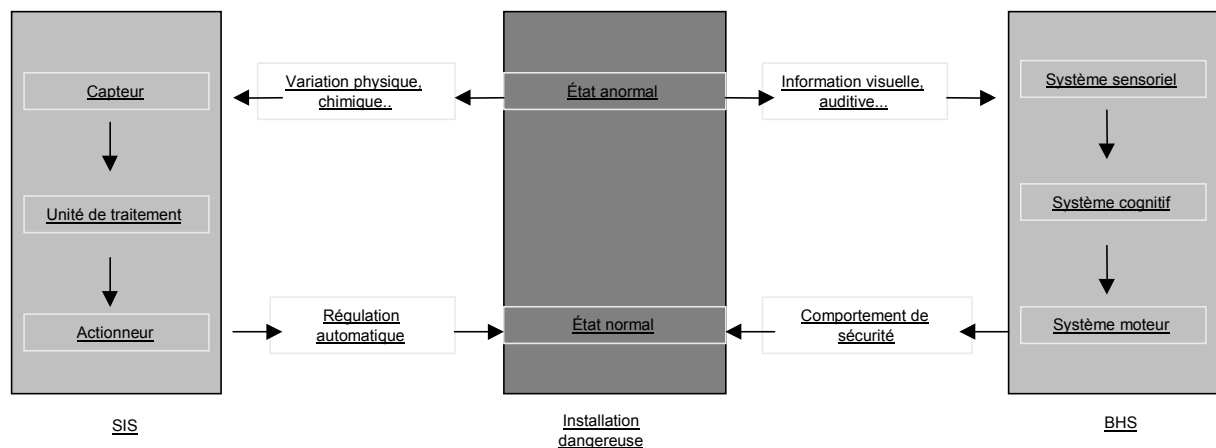 Capteur
Variation physique,
chimique..
État anormal
Information visuelle,
auditive...
Système sensoriel
Unité de traitement
Système cognitif
Actionneur
Régulation
automatique
État normal
Comportement de
sécurité
Système moteur
SIS
Installation
dangereuse
BHS